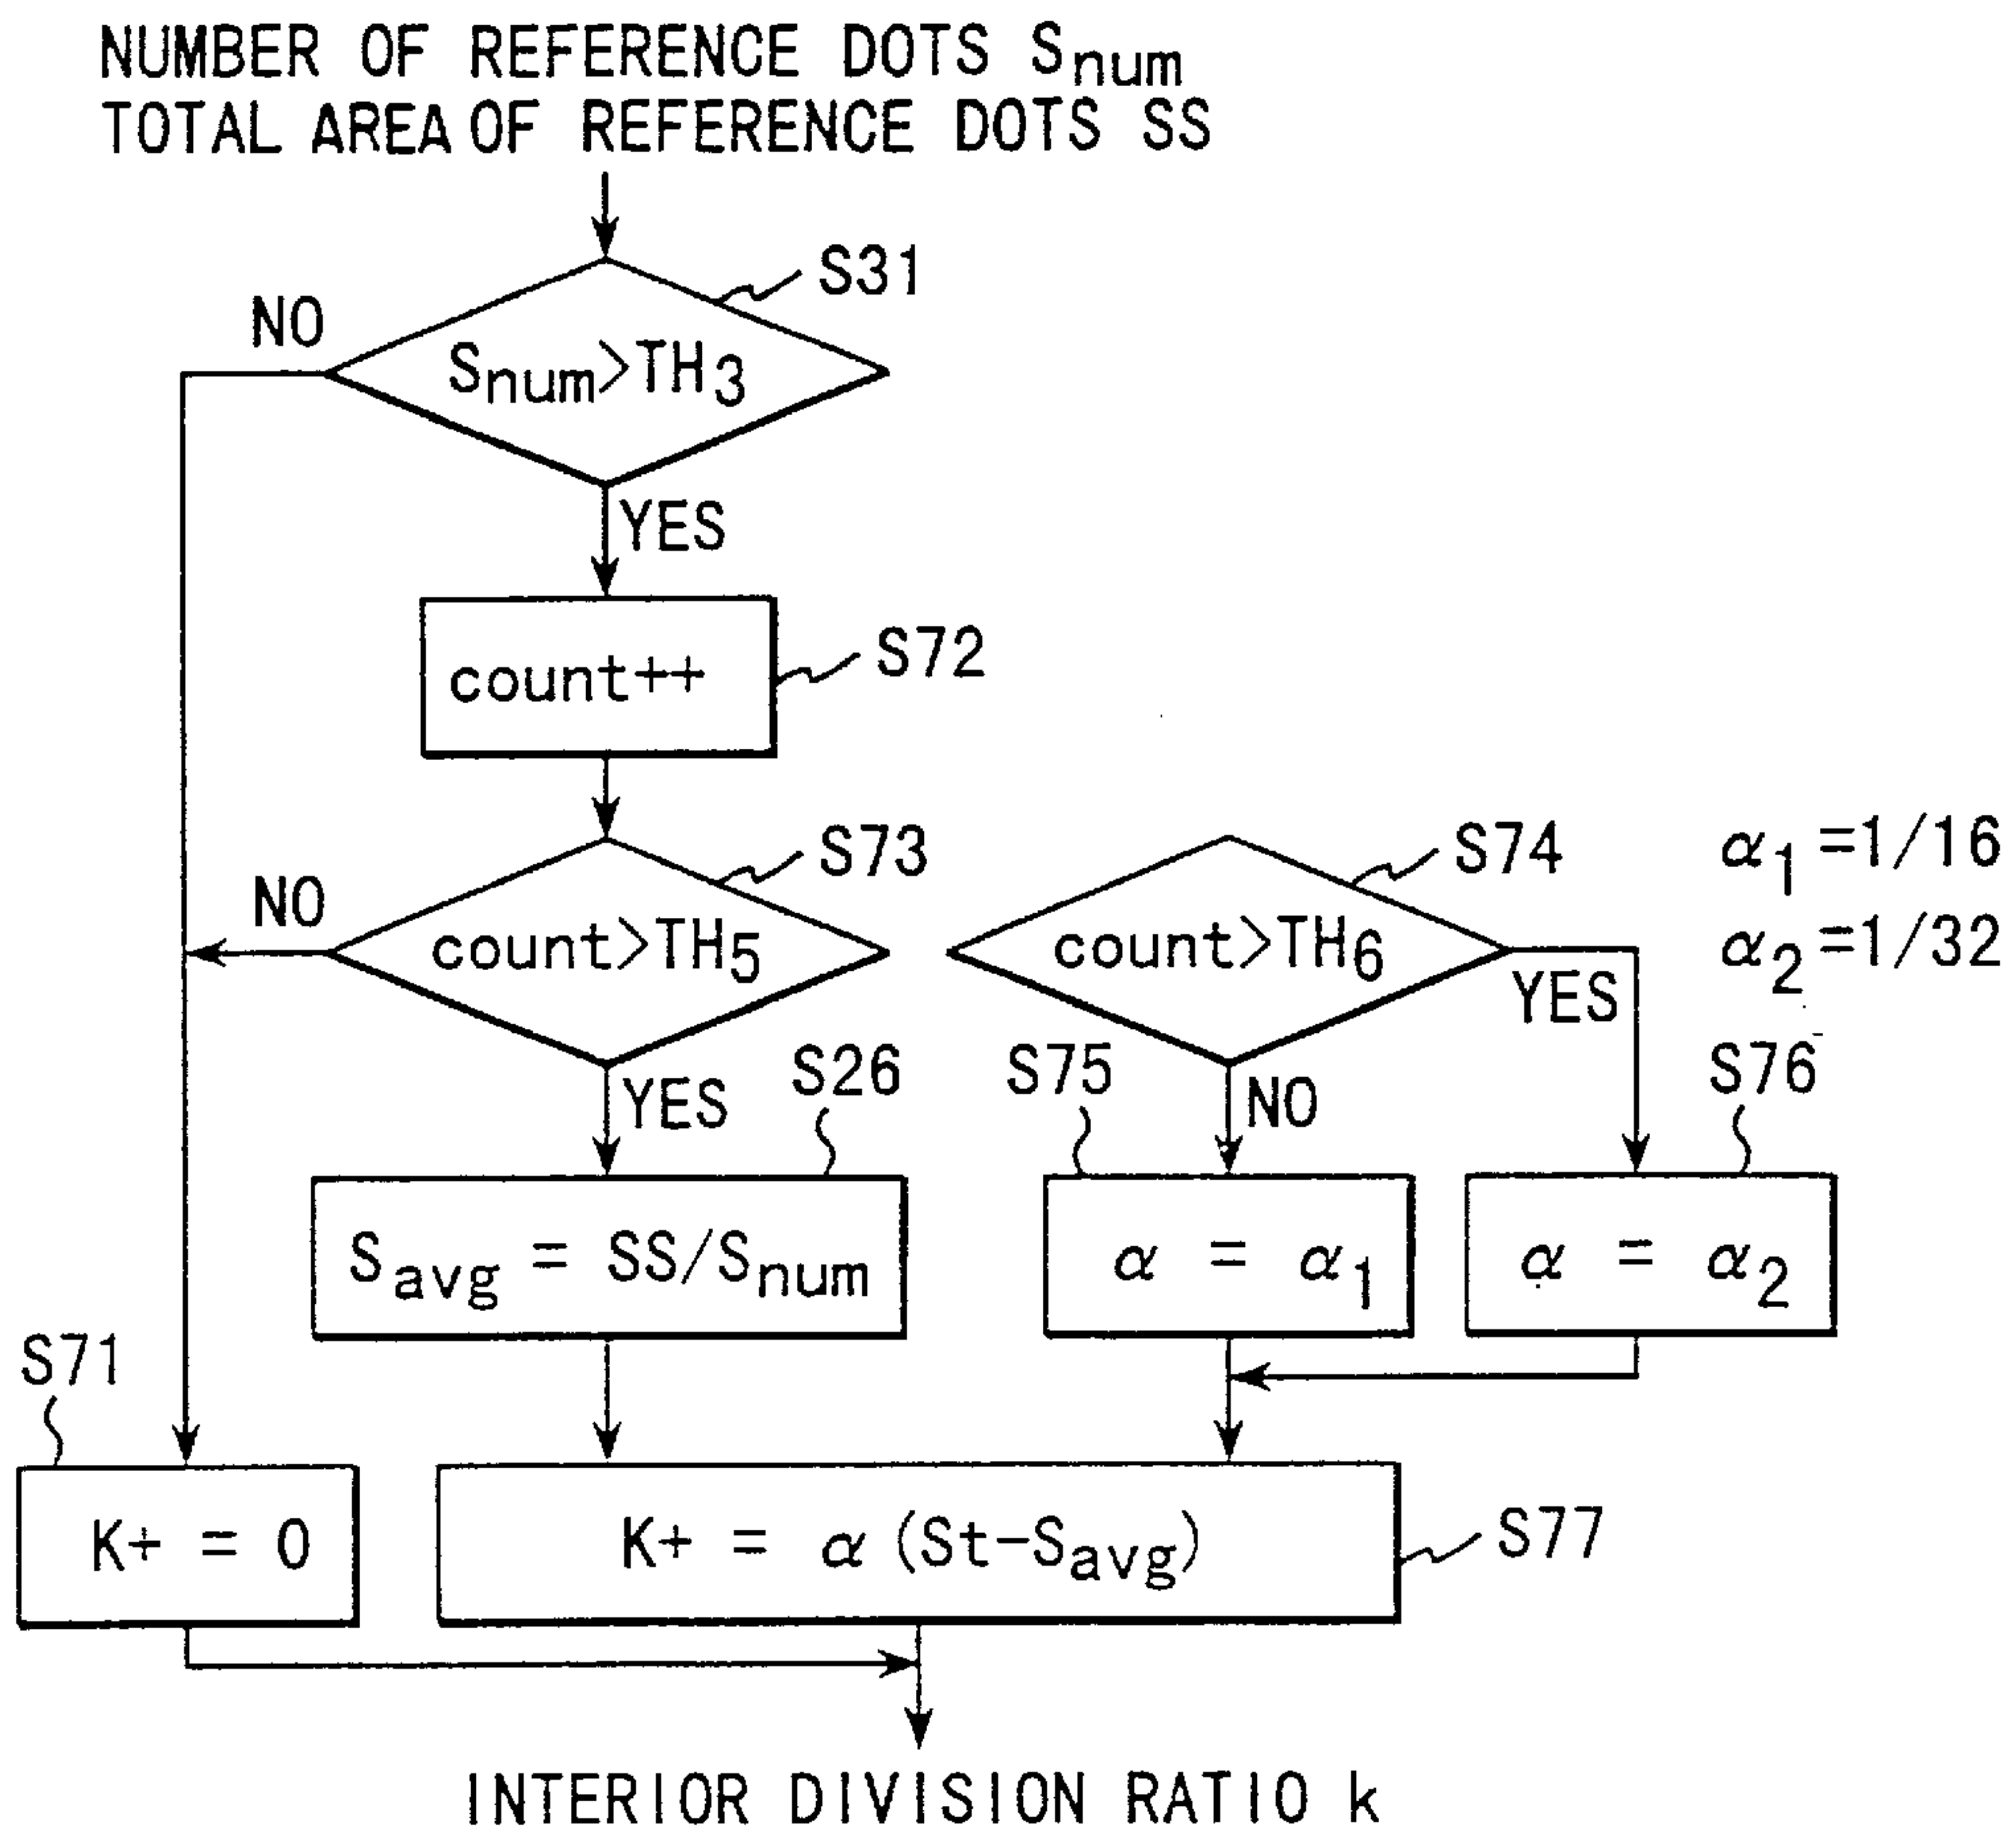 NUMBER OF REFERENCE DOTS Snum
TOTAL AREA OF REFERENCE DOTS SS
S31
NO
Snum>TH3
YES
S72
count++
S73
NO
count>TH5
S74
count>TH6
α1=1/16
α2=1/32
YES
YES
S26
S75
NO
S76
Savg = SS/Snum
α = α1
α = α2
S71
K+ = 0
K+ = α(St-Savg)
S77
INTERIOR DIVISION RATIO k